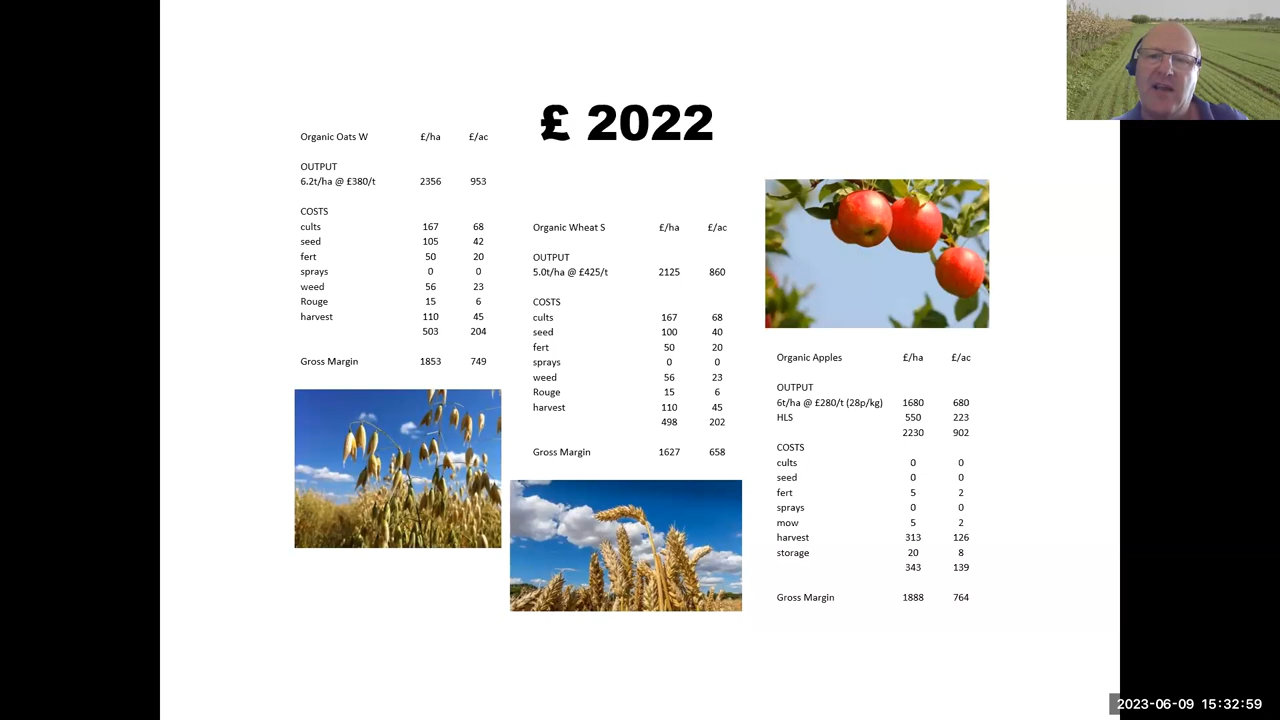 £ 2022
Organic Oats W £/ha £/ac
OUTPUT
6.2t/ha @ £380/t 2356 953
COSTS
cults 167 68
seed 105 42
fert 50 20
sprays 0 0
weed 56 23
Rouge 15 6
harvest 110 45
503 204
Gross Margin 1853 749
Organic Wheat S £/ha £/ac
OUTPUT
5.0t/ha @ £425/t 2125 860
COSTS
cults 167 68
seed 100 40
fert 50 20
sprays 0 0
weed 56 23
Rouge 15 6
harvest 110 45
498 202
Gross Margin 1627 658
Organic Apples £/ha £/ac
OUTPUT
6t/ha @ £280/t (28p/kg) 1680 680
HLS 550 223
2230 902
COSTS
cults 0 0
seed 0 0
fert 5 2
sprays 0 0
mow 5 2
harvest 313 126
storage 20 8
343 139
Gross Margin 1888 764
2023-06-09 15:32:59